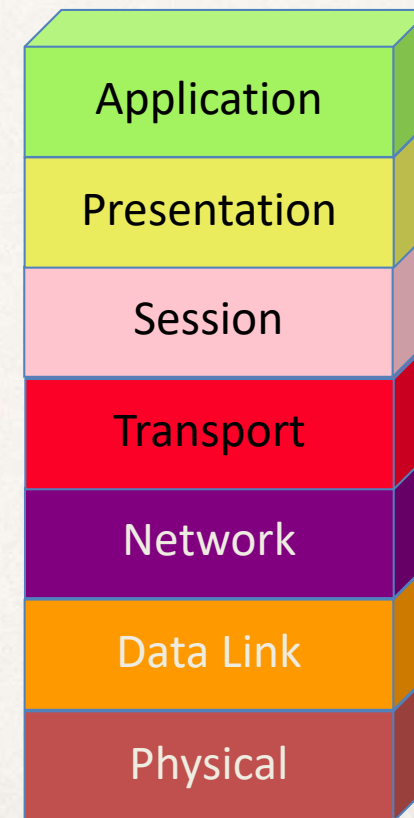 Application
Presentation
Session
Transport
Network
Data Link
Physical